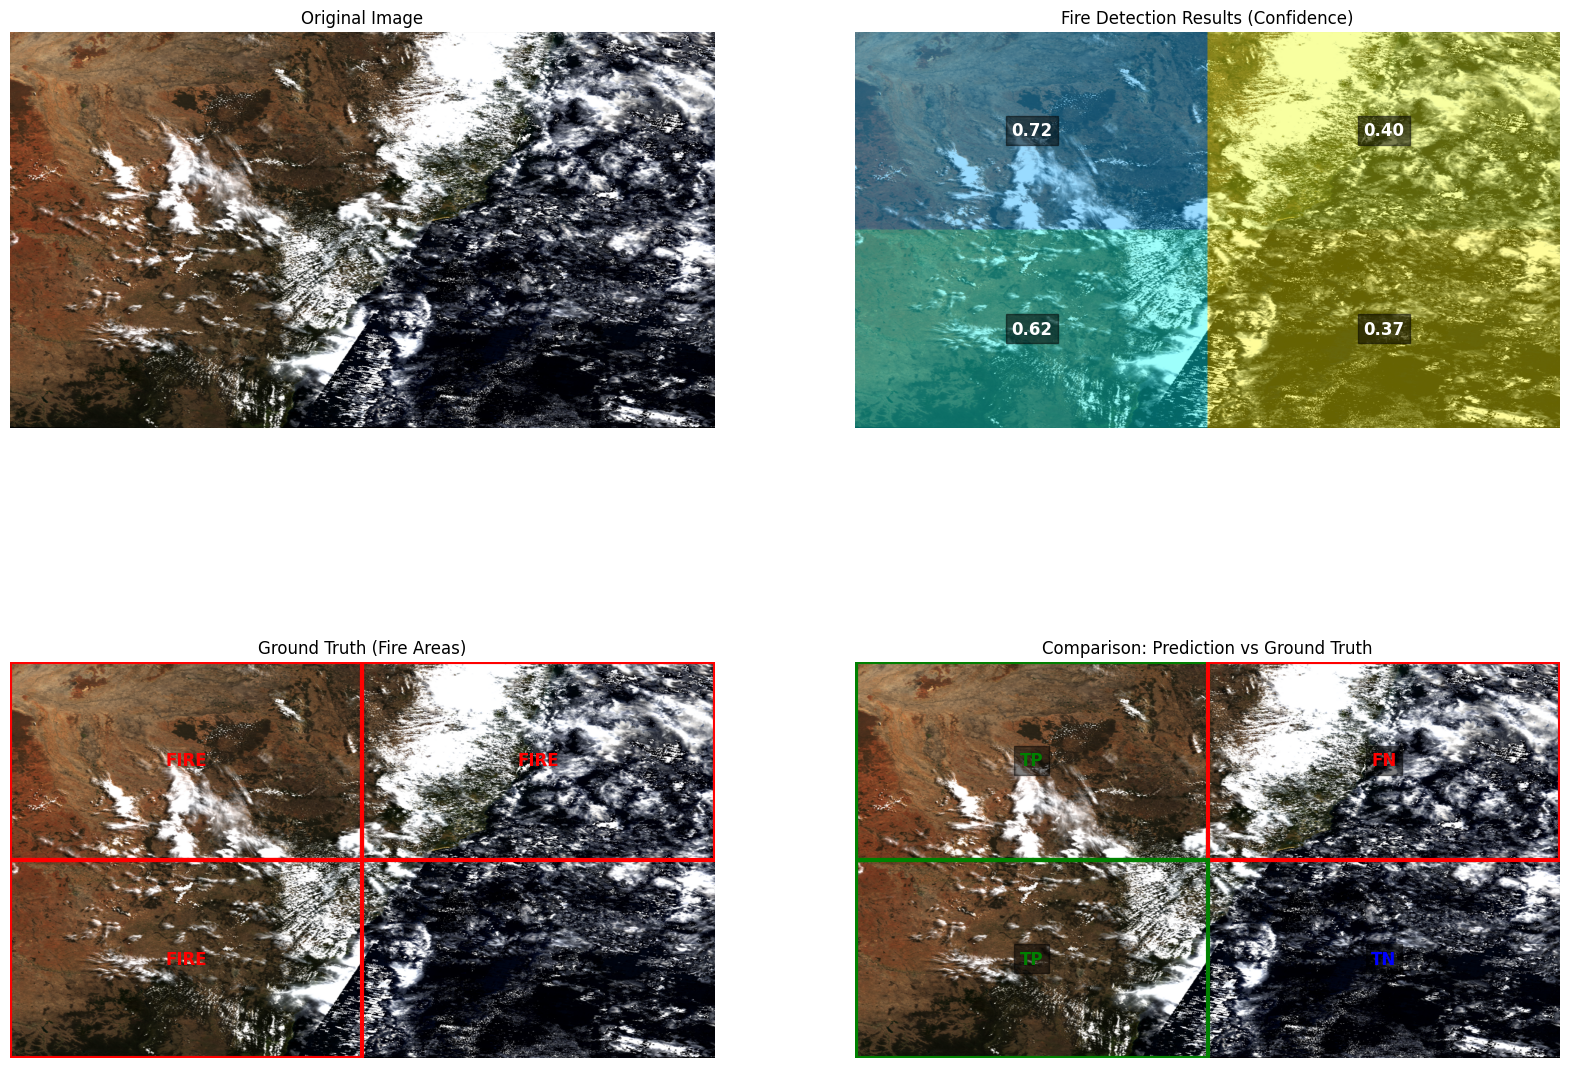 Original Image
Fire Detection Results (Confidence)
0.72
0.40
0.62
0.37
Ground Truth (Fire Areas)
Comparison: Prediction vs Ground Truth
FIRE
FIRE
TP
FN
FIRE
TP
TN